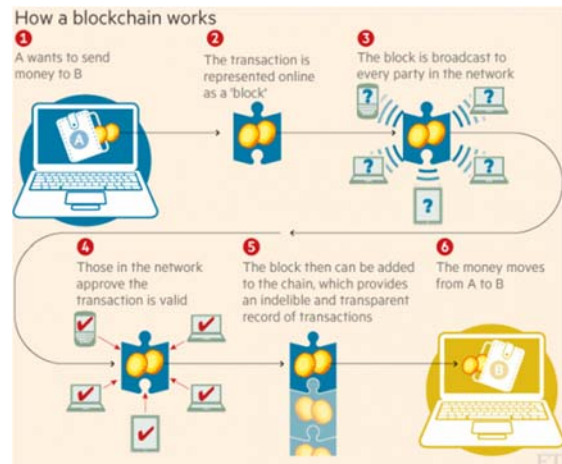 How a blockchain works
1
A wants to send
money to B
2
The transaction is
represented online
as a 'block'
3
The block is broadcast to
every party in the network
A
?
?
?
?
?
4
Those in the network
approve the
transaction is valid
5
The block then can be added
to the chain, which provides
an indelible and transparent
record of transactions
6
The money moves
from A to B
B
FT